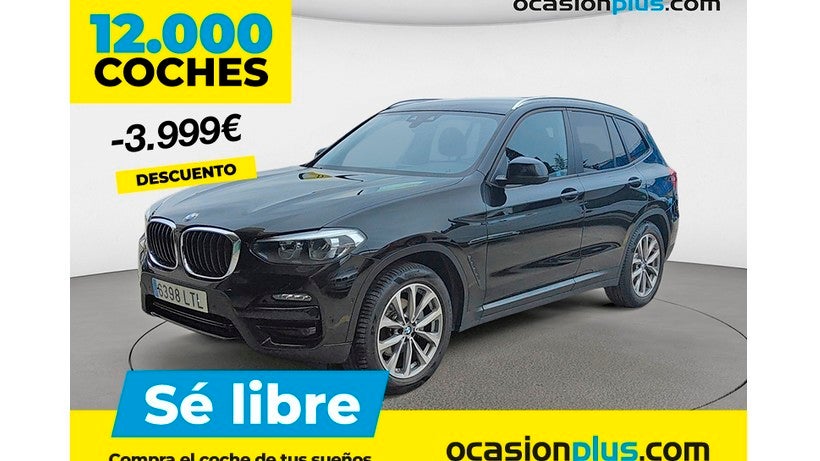 ocasionplus.com
12.000
COCHES
-3.999€
DESCUENTO
6398 LTL
Sé libre
Compra el coche de tus sueños
ocasionplus.com